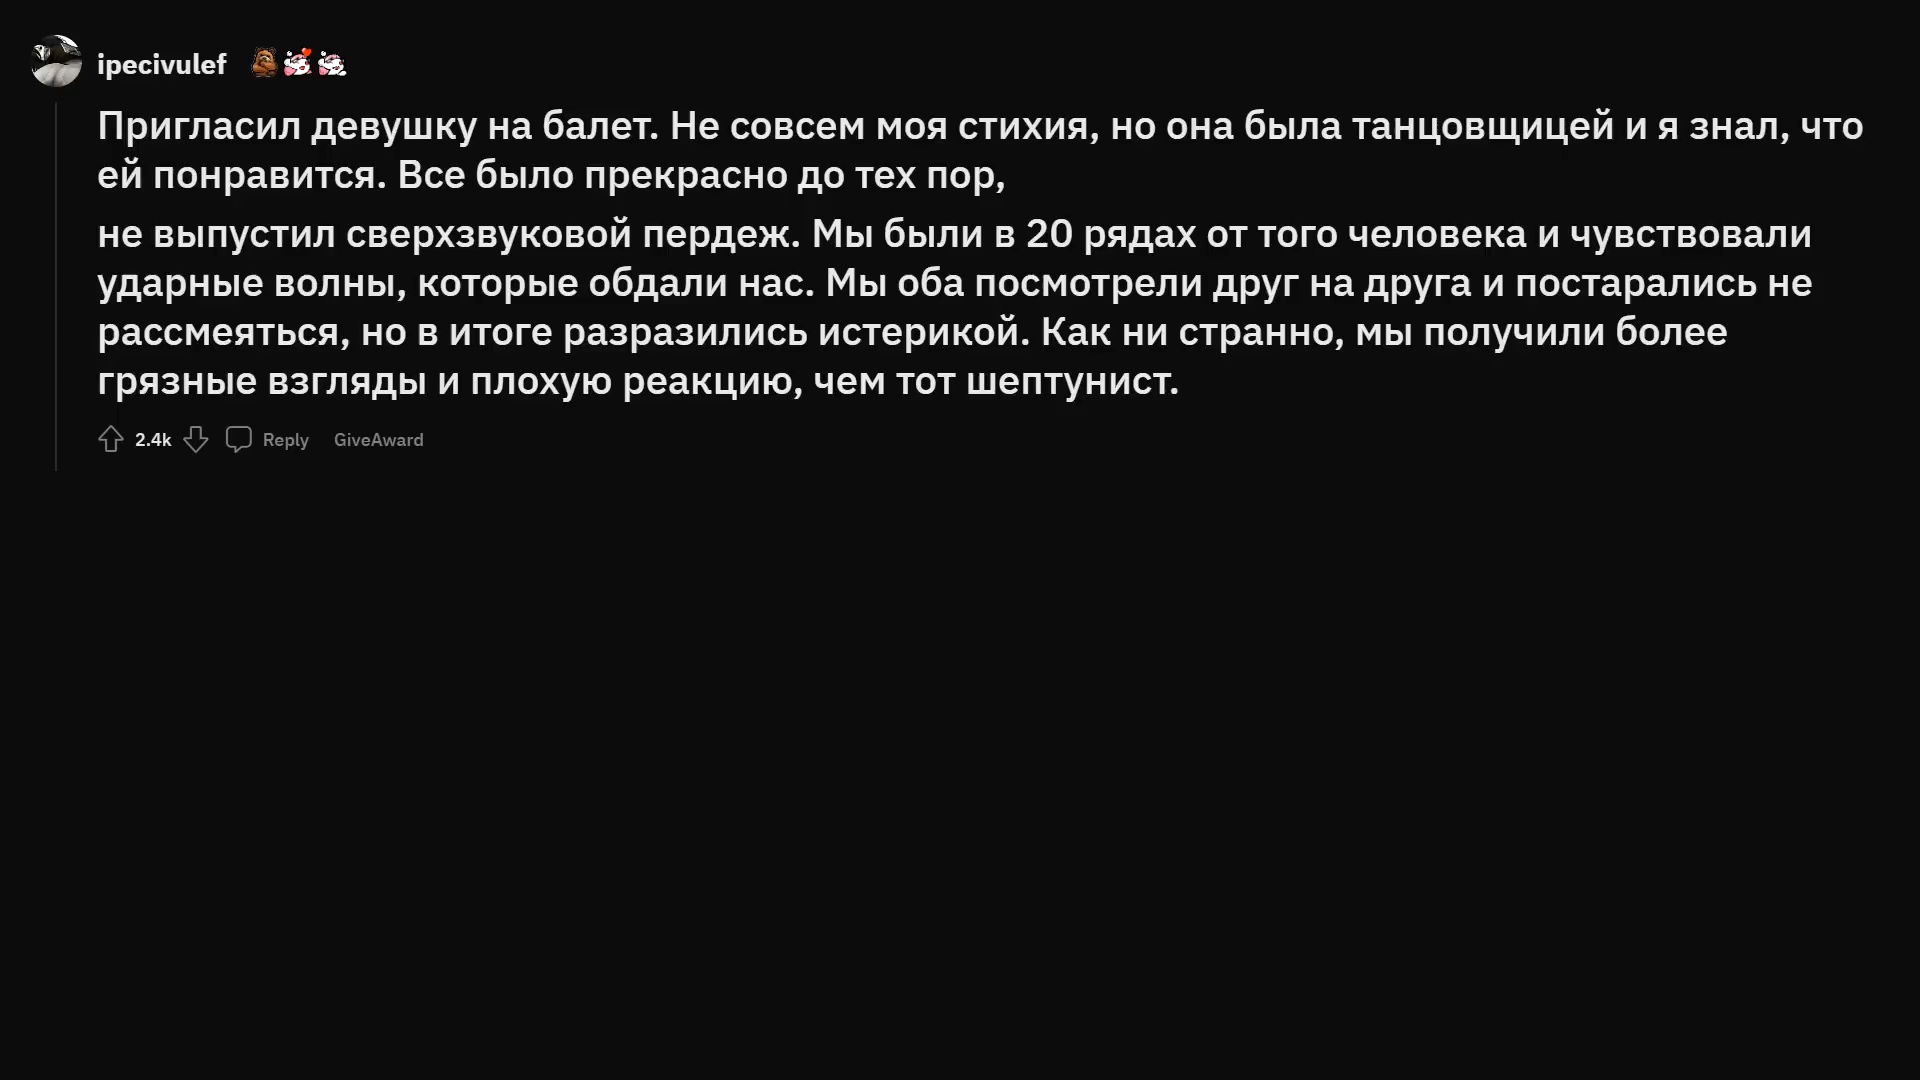 ipecivulef
Пригласил девушку на балет. Не совсем моя стихия, но она была танцовщицей и я знал, что
ей понравится. Все было прекрасно до тех пор,
не выпустил сверхзвуковой пердеж. Мы были в 20 рядах от того человека и чувствовали
ударные волны, которые обдали нас. Мы оба посмотрели друг на друга и постарались не
рассмеяться, но в итоге разразились истерикой. Как ни странно, мы получили более
грязные взгляды и плохую реакцию, чем тот шептунист.
2.4k Reply GiveAward